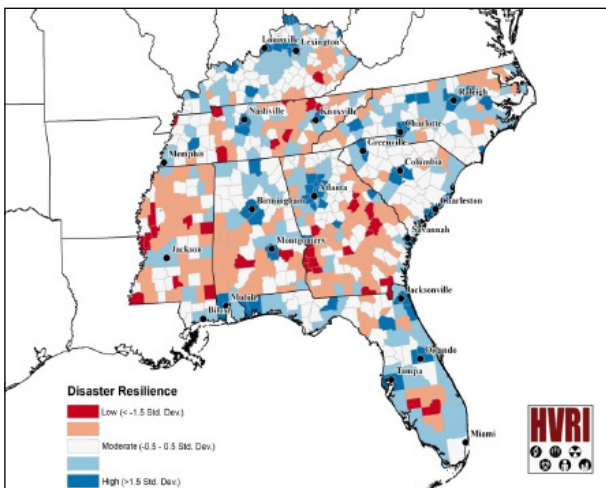 Louisville
Lexington
Nashville
Knoxville
Raleigh
Charlotte
Greenville
Memphis
Columbia
Atlanta
Birmingham
Charleston
Montgomery
Savannah
Jackson
Mobile
Biloxi
Jacksonville
Orlando
Tampa
Miami
Disaster Resilience
Low (< -1.5 Std. Dev.)
Moderate (-0.5 - 0.5 Std. Dev.)
High (>1.5 Std. Dev.)
HVRI